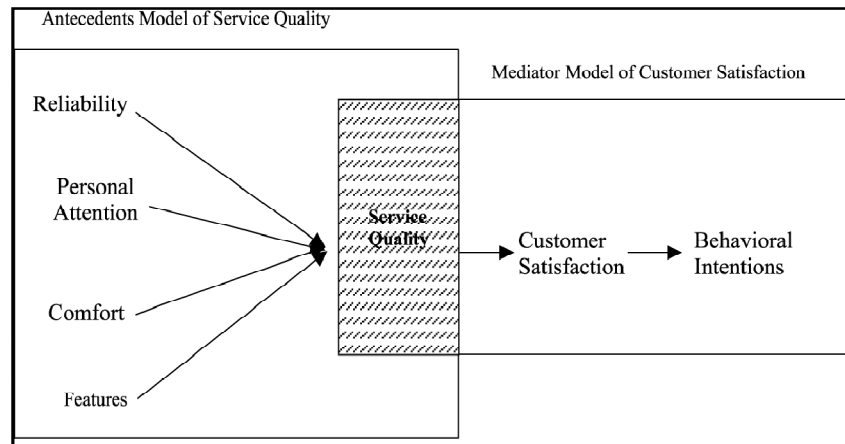 Antecedents Model of Service Quality
Mediator Model of Customer Satisfaction
Reliability
Personal
Attention
Comfort
Features
Service
Quality
Customer
Satisfaction
Behavioral
Intentions